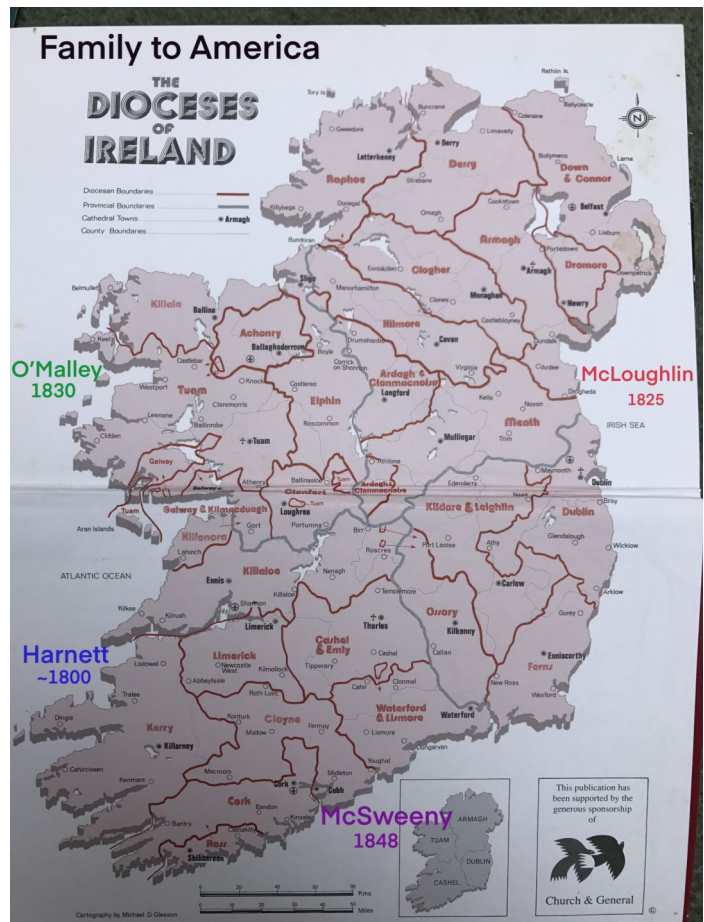 Family to America
THE
DIOCESES
OF
IRELAND
Diocesan Boundaries
Provincial Boundaries
Cathedral Towns Armagh
County Boundaries
N
Rathlin Is.
Tory Is
Ballycastle
Buncrana
Coleraine
Gweedore
Limavady
Derry
Letterkenny
Derry
Ballymena
Larne
Down
& Connor
Raphoe
Strabane
Killybegs
Donegal
Omagh
Cookstown
Belfast
Lisburn
Armagh
Bundoran
Portadown
Enniskillen
Clogher
Armagh
Dromore
Downpatrick
Sligo
Manorhamilton
Monaghan
Newry
Belmullet
Killala
Ballina
Clones
Castleblayney
Achonry
Kilmore
Drumshanbo
Cavan
Dundalk
Keel
Ballaghaderreen
Boyle
Carrick
on Shannon
O'Malley
1830
Castlebar
Ardagh &
Clonmacnoise
Virginia
Ardee
McLoughlin
1825
Westport
Tuam
Knock
Castlerea
Longford
Kells
Navan
Drogheda
Claremorris
Elphin
Meath
Leenane
Ballinrobe
Roscommon
Mullingar
Trim
IRISH SEA
Clifden
Tuam
Galway
Athlone
Maynooth
Dublin
Galway
Athenry
Ballinasloe
Tuam
Ardagh &
Clonmacnoise
Edenderry
Clonfert
Tuam
Naas
Bray
Tuam
Galway & Kilmacduagh
Loughrea
Kildare & Leighlin
Dublin
Aran Islands
Gort
Portumna
Birr
Kilfenora
Port Laoise
Athy
Glendalough
Wicklow
Lahinch
Roscrea
ATLANTIC OCEAN
Killaloe
Ennis
Nenagh
Carlow
Arklow
Killaloe
Templemore
Kilkee
Kilrush
Shannon
Ossory
Gorey
Limerick
Thurles
Kilkenny
Harnett
~1800
Cashel
& Emly
Limerick
Listowel
Newcastle
West
Kilmallock
Tipperary
Cashel
Callan
Enniscorthy
Ferns
Abbeyfeale
Cahir
Clonmel
New Ross
Tralee
Rath Luirc
Wexford
Waterford
& Lismore
Waterford
Dingle
Kerry
Kanturk
Cloyne
Mallow
Fermoy
Lismore
Killarney
Dungarvan
Cahirciveen
Youghal
Macroom
Midleton
Kenmare
Cork
Cobh
Cork
Bandon
McSweeny
1848
Bantry
Kinsale
Clonakilty
Ross
Skibbereen
ARMAGH
TUAM
DUBLIN
CASHEL
This publication has
been supported by the
generous sponsorship
of
Church & General
Kms
Miles
Cartography by Michael D. Gleeson
©